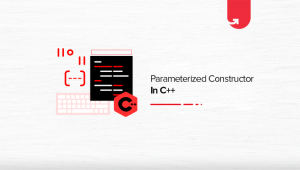 {--}
C++
Parameterized Constructor
In C++